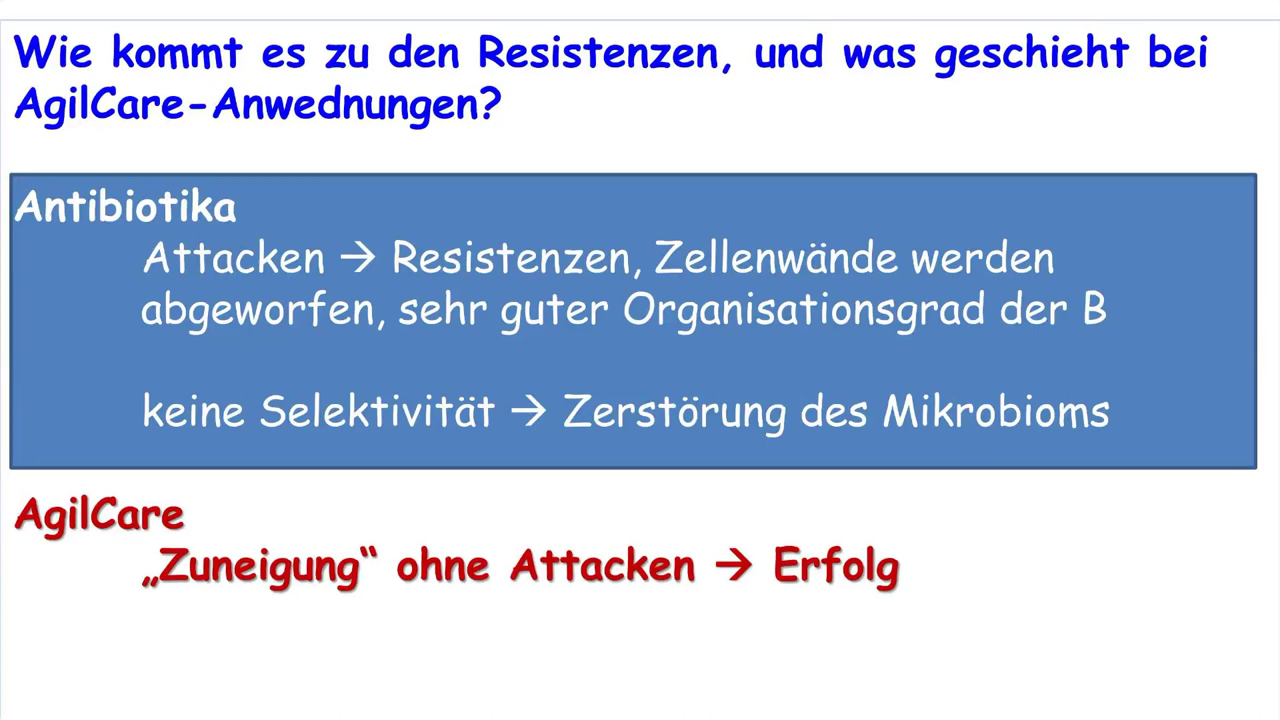 Wie kommt es zu den Resistenzen, und was geschieht bei
AgilCare-Anwednungen?
Antibiotika
Attacken → Resistenzen, Zellenwände werden
abgeworfen, sehr guter Organisationsgrad der B
keine Selektivität → Zerstörung des Mikrobioms
AgilCare
„Zuneigung“ ohne Attacken → Erfolg